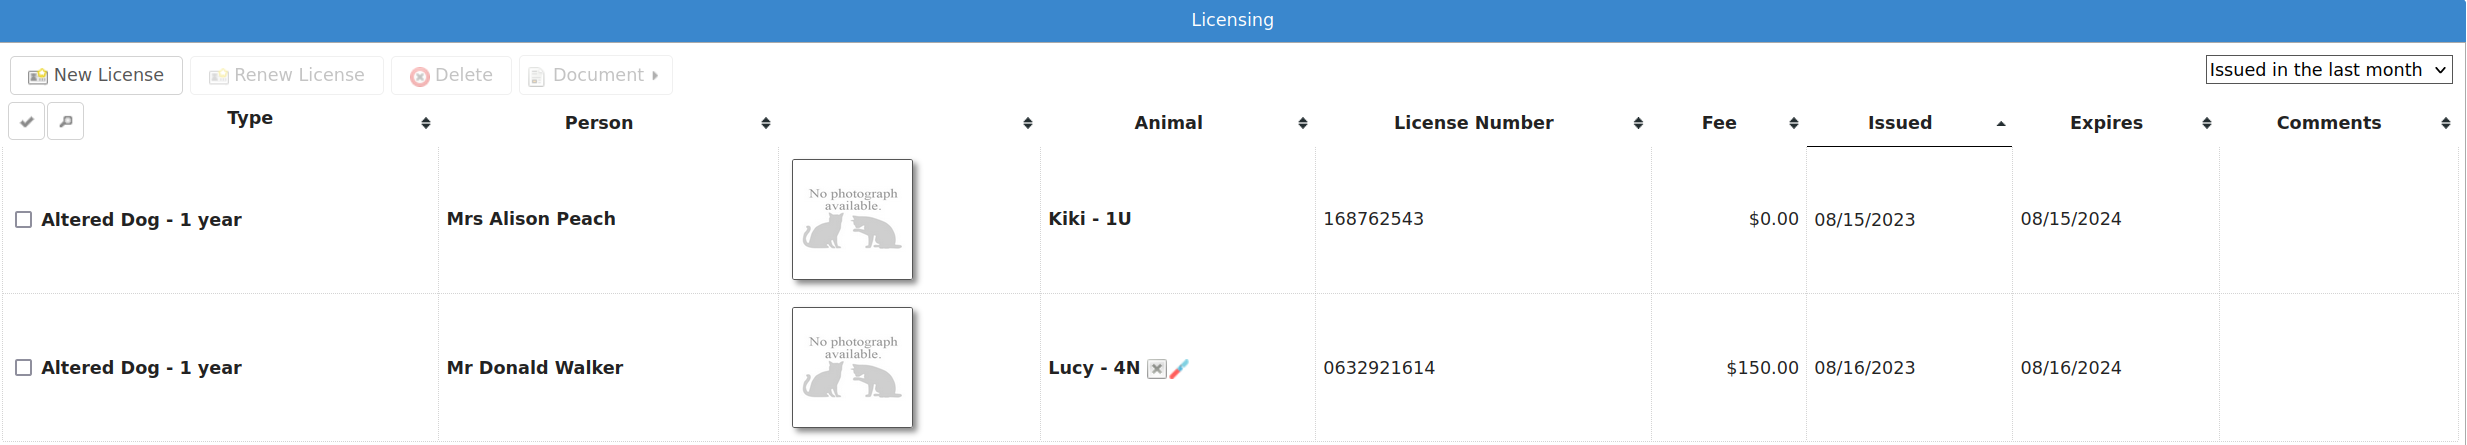 Licensing
New License Renew License Delete Document
Issued in the last month
Type Person Animal License Number Fee Issued Expires Comments
No photograph
available.
Altered Dog - 1 year Mrs Alison Peach Kiki - 1U 168762543 $0.00 08/15/2023 08/15/2024
No photograph
available.
Altered Dog - 1 year Mr Donald Walker Lucy - 4N 0632921614 $150.00 08/16/2023 08/16/2024